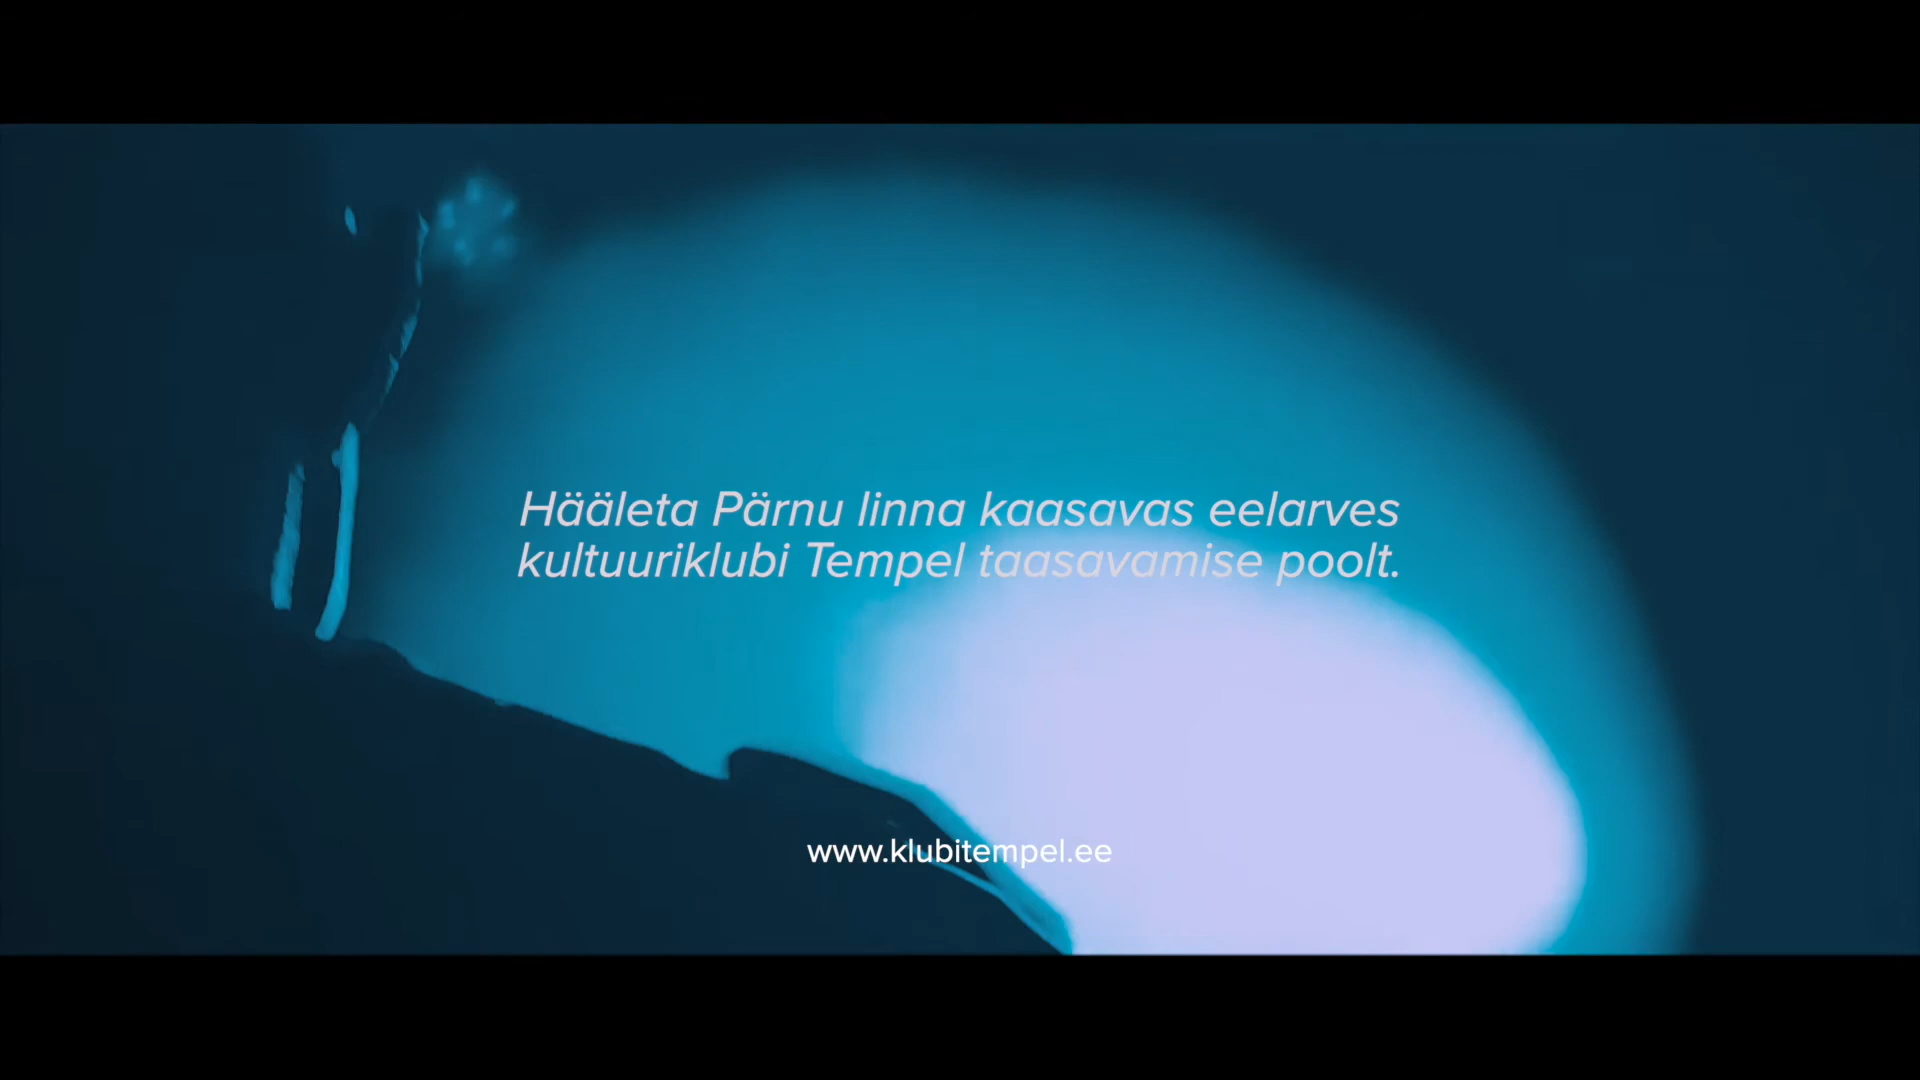 Hääleta Pärnu linna kaasavas eelarves
kultuuriklubi Tempel taasavamise poolt.
www.klubitempel.ee